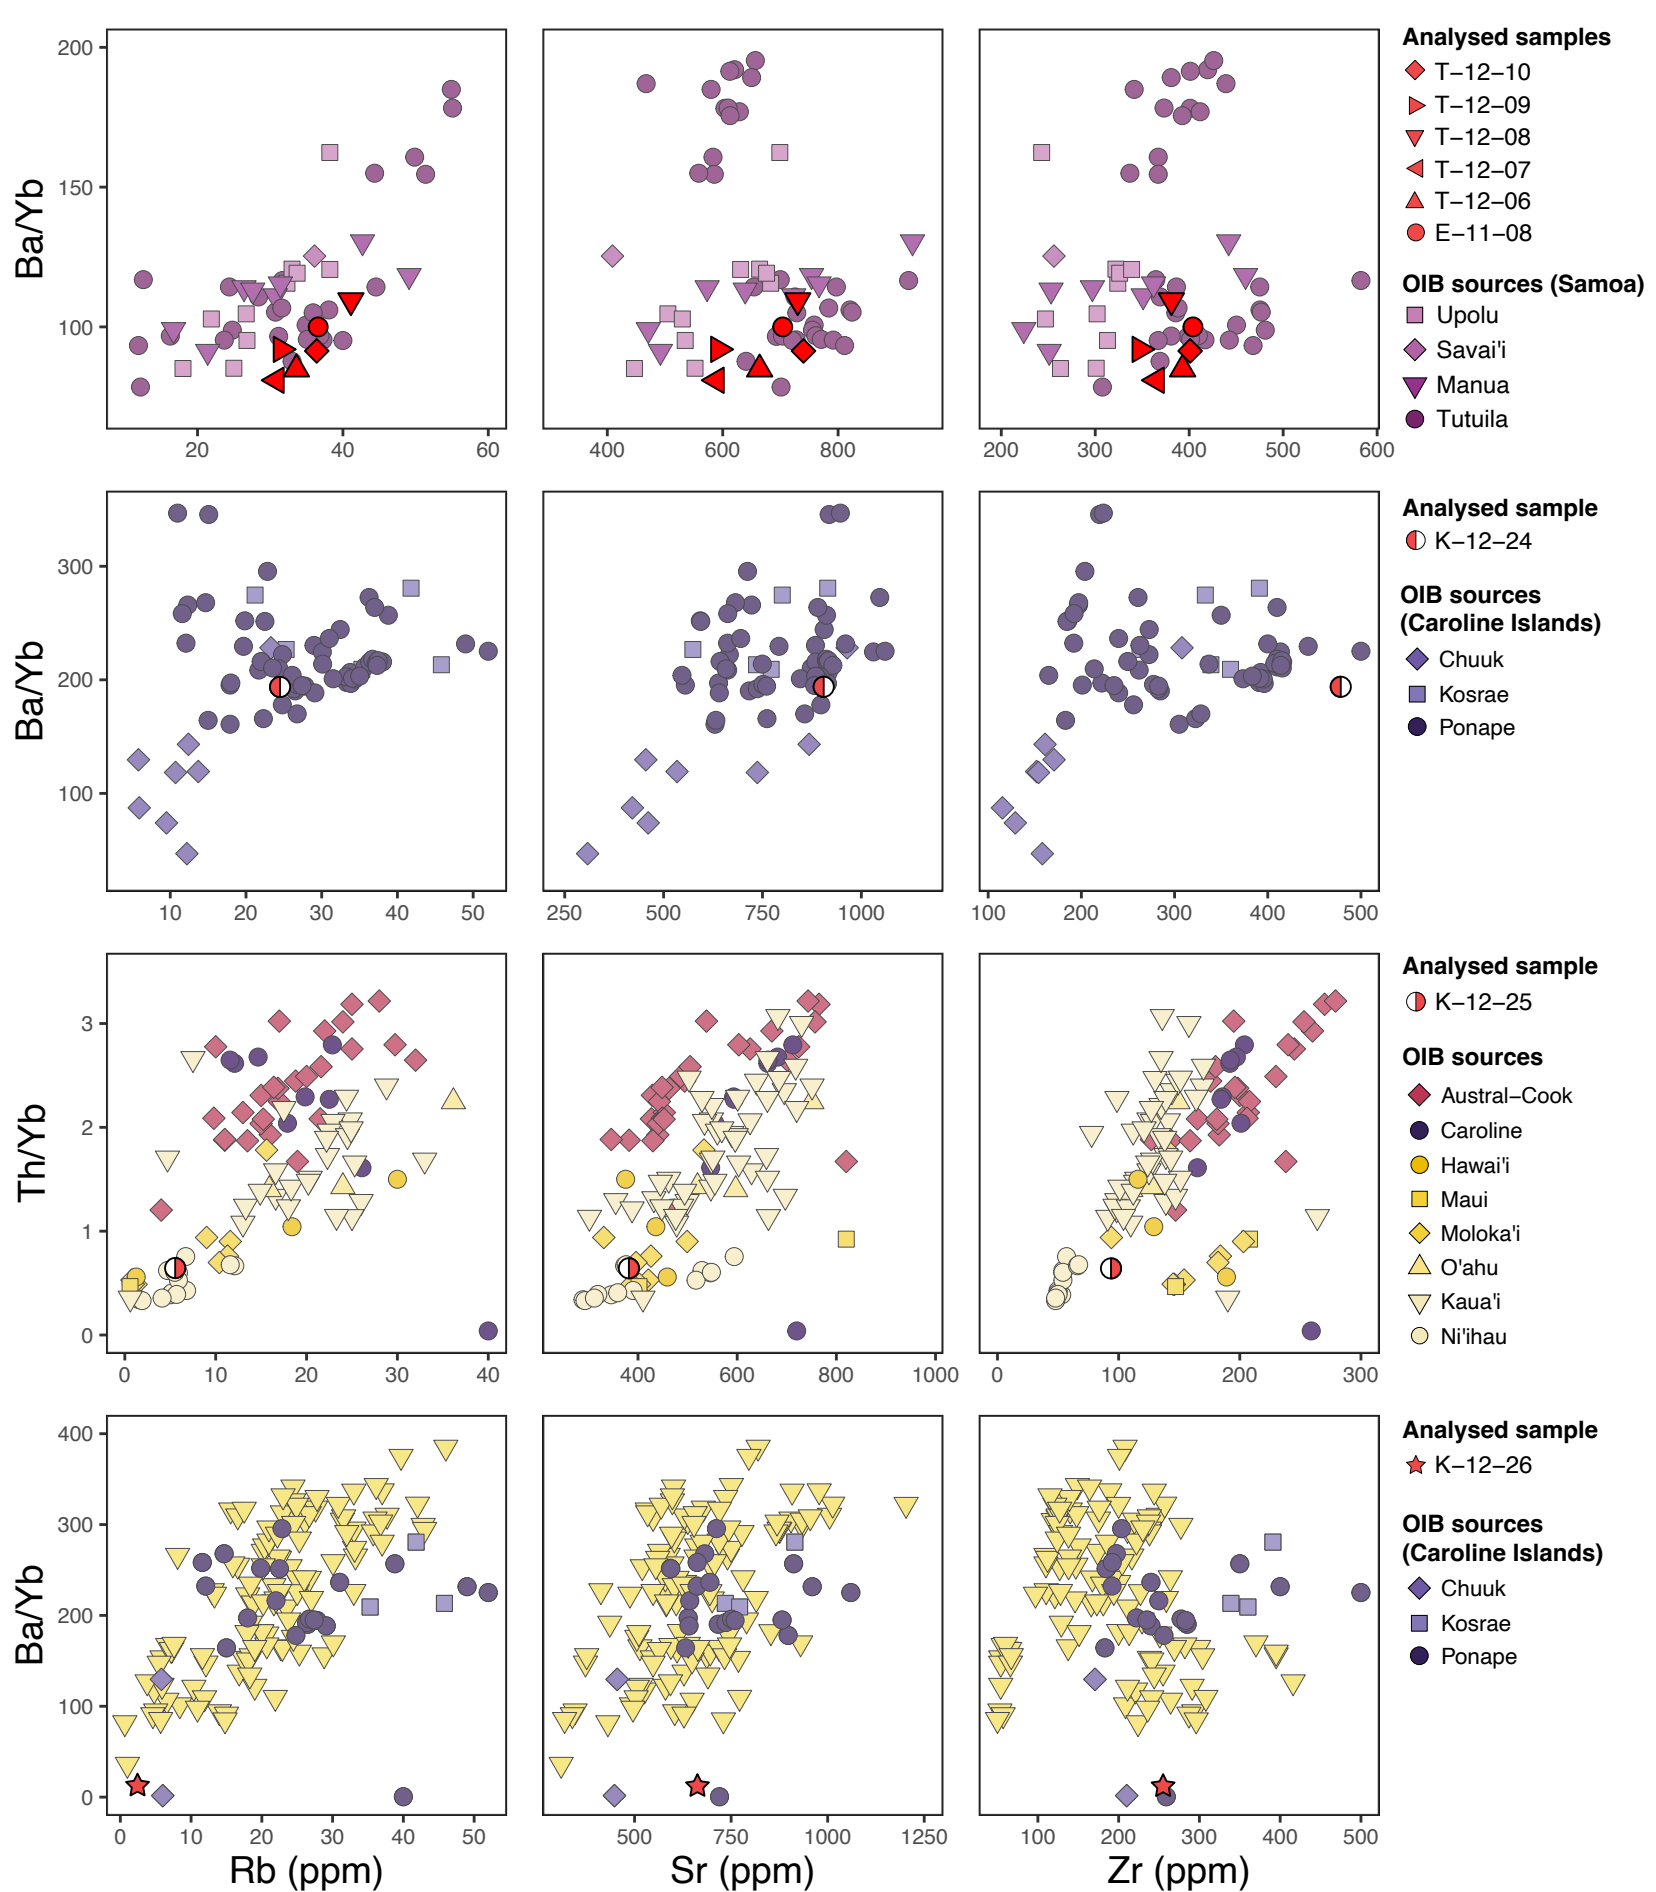 Ba/Yb
200
150
100
20
40
60
400
600
800
200
300
400
500
600
Analysed samples
T−12−10
T−12−09
T−12−08
T−12−07
T−12−06
E−11−08
OIB sources (Samoa)
Upolu
Savai'i
Manua
Tutuila
Ba/Yb
300
200
100
10
20
30
40
50
250
500
750
1000
100
200
300
400
500
Analysed sample
K−12−24
OIB sources
(Caroline Islands)
Chuuk
Kosrae
Ponape
Th/Yb
3
2
1
0
0
10
20
30
40
400
600
800
1000
0
100
200
300
Analysed sample
K−12−25
OIB sources
Austral−Cook
Caroline
Hawai'i
Maui
Moloka'i
O'ahu
Kaua'i
Ni'ihau
Ba/Yb
400
300
200
100
0
0
10
20
30
40
50
500
750
1000
1250
100
200
300
400
500
Rb (ppm)
Sr (ppm)
Zr (ppm)
Analysed sample
K−12−26
OIB sources
(Caroline Islands)
Chuuk
Kosrae
Ponape